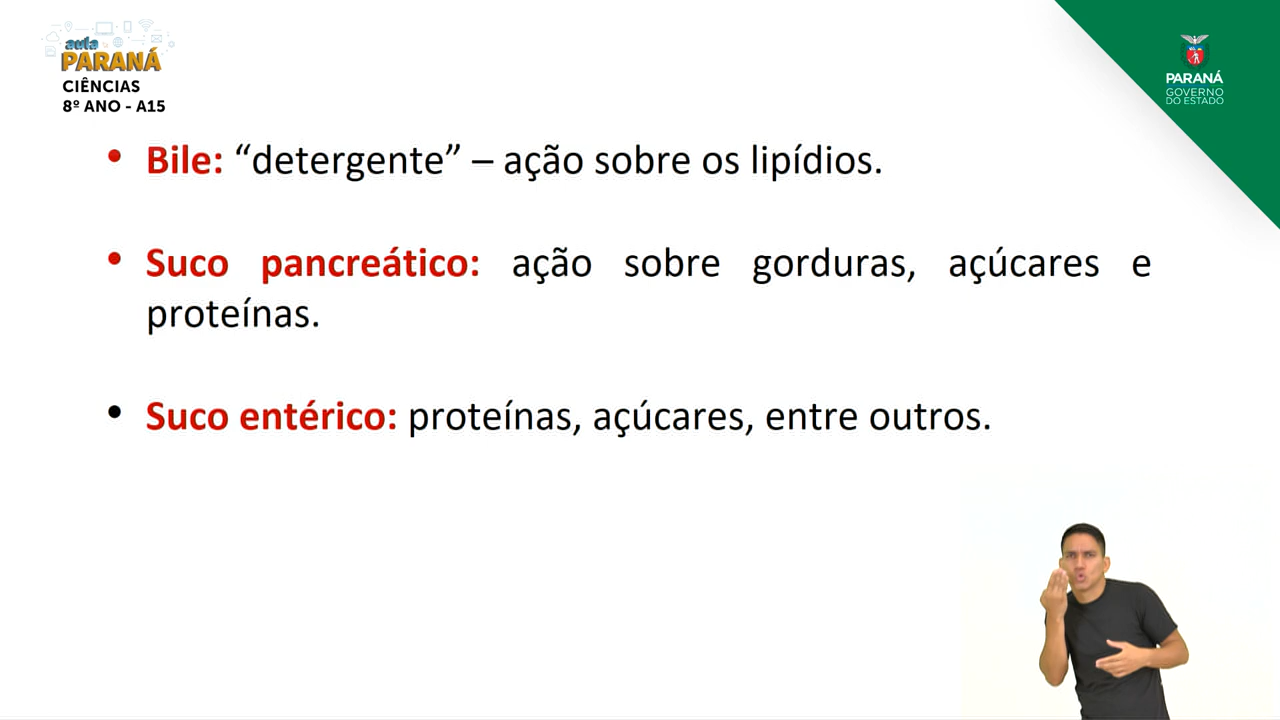 aula
PARANÁ
CIÊNCIAS
8º ANO - A15
PARANÁ
GOVERNO
DO ESTADO
• Bile: “detergente” – ação sobre os lipídios.
• Suco pancreático: ação sobre gorduras, açúcares e
proteínas.
• Suco entérico: proteínas, açúcares, entre outros.